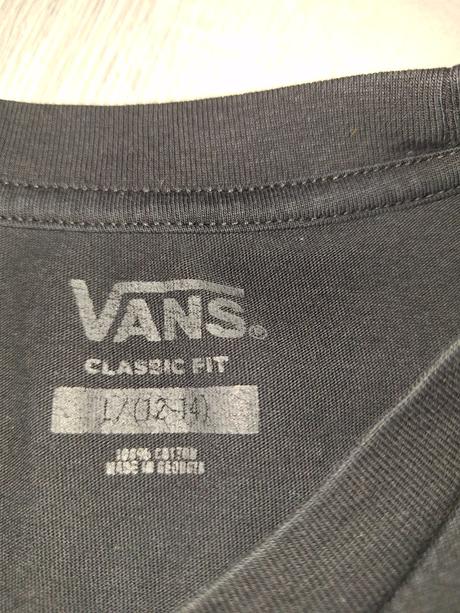 VANS®
CLASSIC FIT
L/(12-14)
100% COTTON
MADE IN GEORGIA